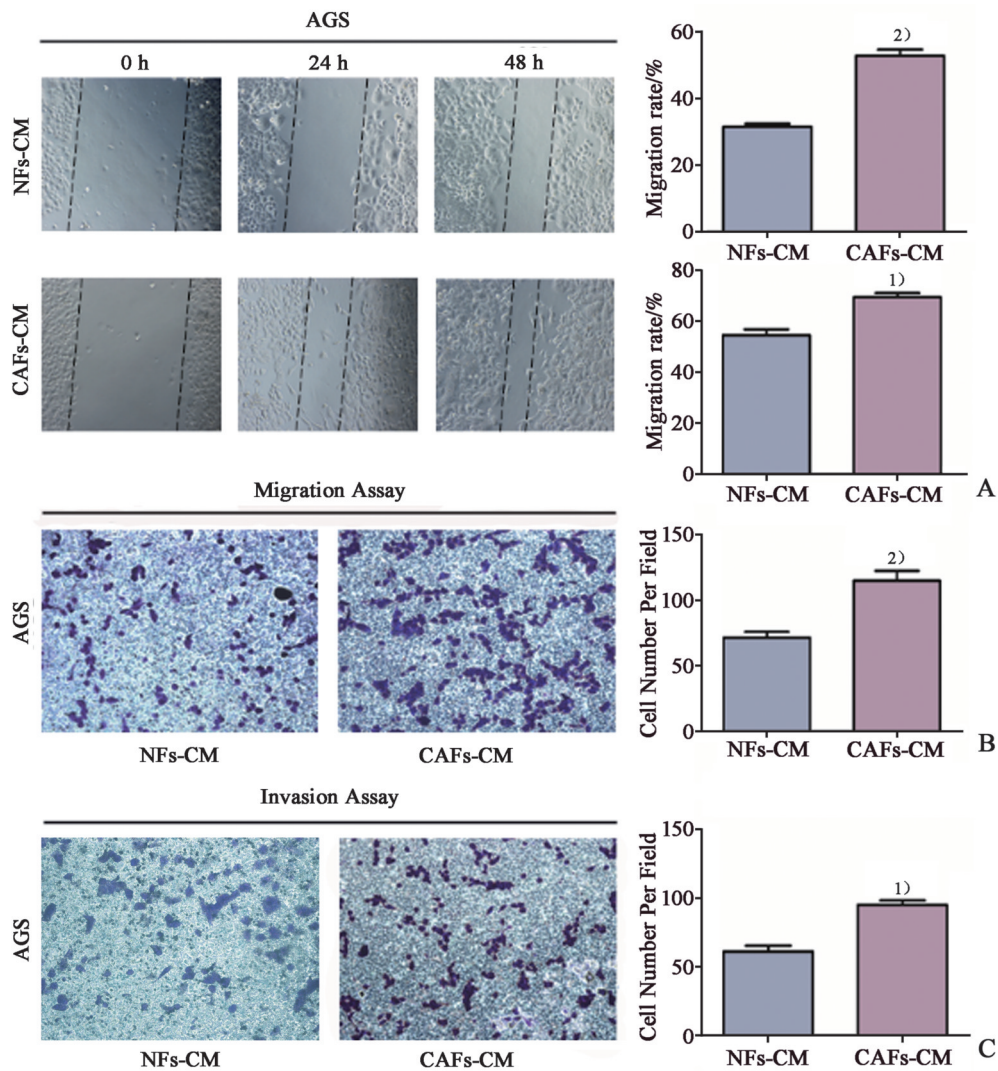 AGS
0 h
24 h
48 h
NFs-CM
CAFs-CM
Migration rate/%
60
40
20
0
2)
NFs-CM
CAFs-CM
Migration rate/%
80
60
40
20
0
1)
NFs-CM
CAFs-CM
A
Migration Assay
AGS
NFs-CM
CAFs-CM
Cell Number Per Field
150
100
50
0
2)
NFs-CM
CAFs-CM
B
Invasion Assay
AGS
NFs-CM
CAFs-CM
Cell Number Per Field
150
100
50
0
1)
NFs-CM
CAFs-CM
C